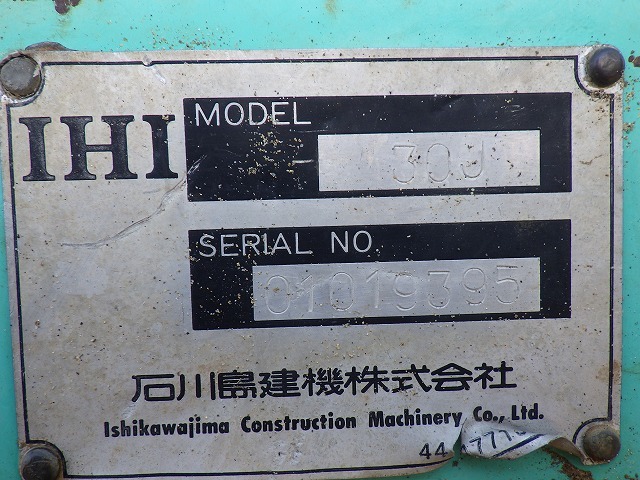 IHI
MODEL
30J
SERIAL NO
01019395
石川島建機株式会社
Ishikawajima Construction Machinery Co., Ltd.